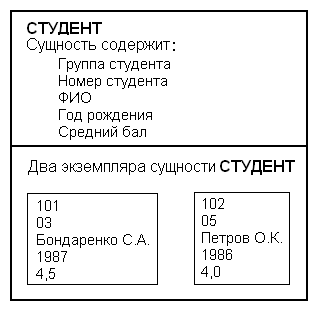 СТУДЕНТ
Сущность содержит:
Группа студента
Номер студента
ФИО
Год рождения
Средний бал
Два экземпляра сущности СТУДЕНТ
101
03
Бондаренко С.А.
1987
4,5
102
05
Петров О.К.
1986
4,0